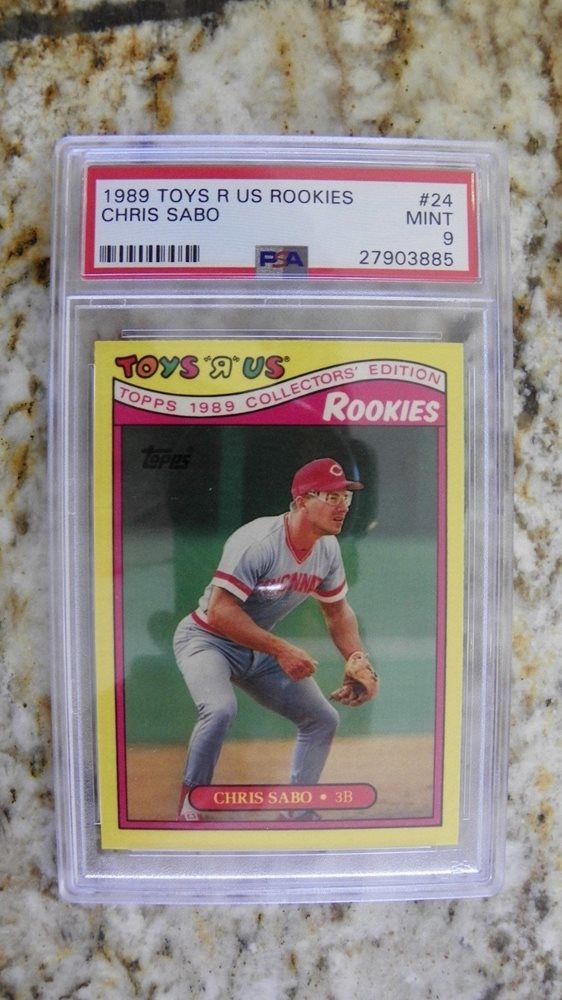 1989 TOYS R US ROOKIES #24
CHRIS SABO MINT
9
PSA 27903885
TOYS "Я" US®
TOPPS 1989 COLLECTORS' EDITION
ROOKIES
TOPPS
CINCINNATI
C
CHRIS SABO • 3B